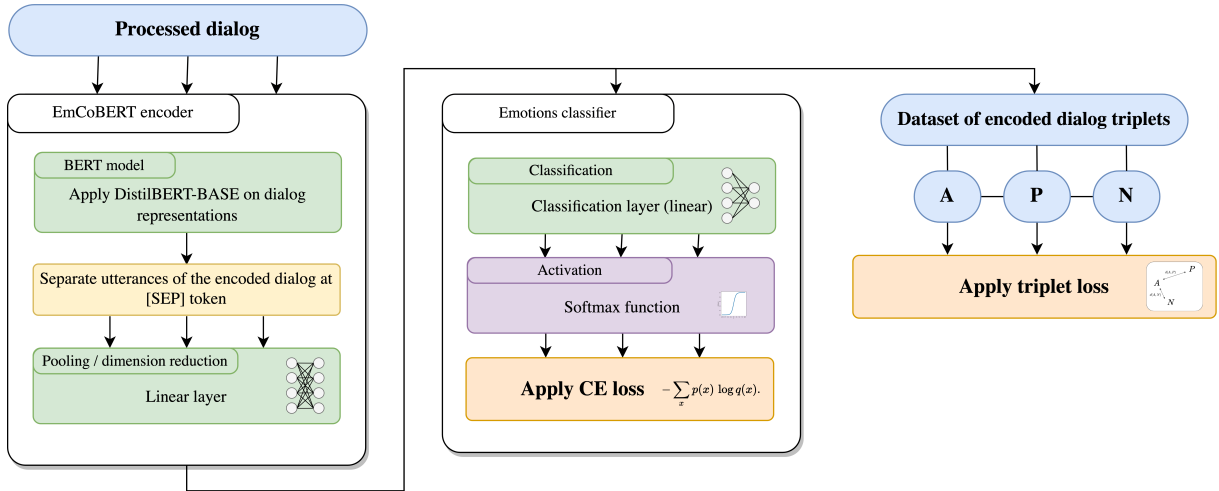 Processed dialog
EmCoBERT encoder
BERT model
Apply DistilBERT-BASE on dialog
representations
Separate utterances of the encoded dialog at
[SEP] token
Pooling / dimension reduction
Linear layer
Emotions classifier
Classification
Classification layer (linear)
Activation
Softmax function
Apply CE loss
− ∑ₓ p(x) log q(x).
Dataset of encoded dialog triplets
A P N
Apply triplet loss
P
A
N